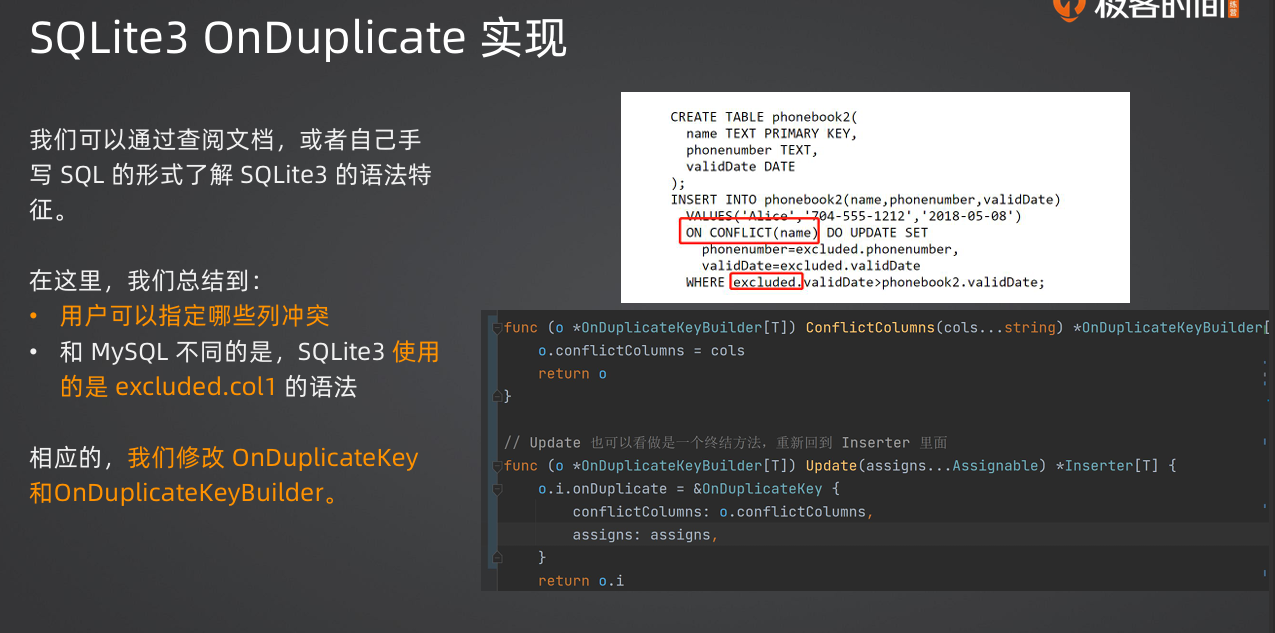 SQLite3 OnDuplicate 实现
极客时间
我们可以通过查阅文档，或者自己手
写 SQL 的形式了解 SQLite3 的语法特
征。
在这里，我们总结到：
• 用户可以指定哪些列冲突
• 和 MySQL 不同的是，SQLite3 使用
的是 excluded.col1 的语法
相应的，我们修改 OnDuplicateKey
和OnDuplicateKeyBuilder。
CREATE TABLE phonebook2(
name TEXT PRIMARY KEY,
phonenumber TEXT,
validDate DATE
);
INSERT INTO phonebook2(name,phonenumber,validDate)
VALUES('Alice','704-555-1212','2018-05-08')
ON CONFLICT(name) DO UPDATE SET
phonenumber=excluded.phonenumber,
validDate=excluded.validDate
WHERE excluded.validDate>phonebook2.validDate;
func (o *OnDuplicateKeyBuilder[T]) ConflictColumns(cols...string) *OnDuplicateKeyBuilder[
o.conflictColumns = cols
return o
}
// Update 也可以看做是一个终结方法，重新回到 Inserter 里面
func (o *OnDuplicateKeyBuilder[T]) Update(assigns...Assignable) *Inserter[T] {
o.i.onDuplicate = &OnDuplicateKey {
conflictColumns: o.conflictColumns,
assigns: assigns,
}
return o.i